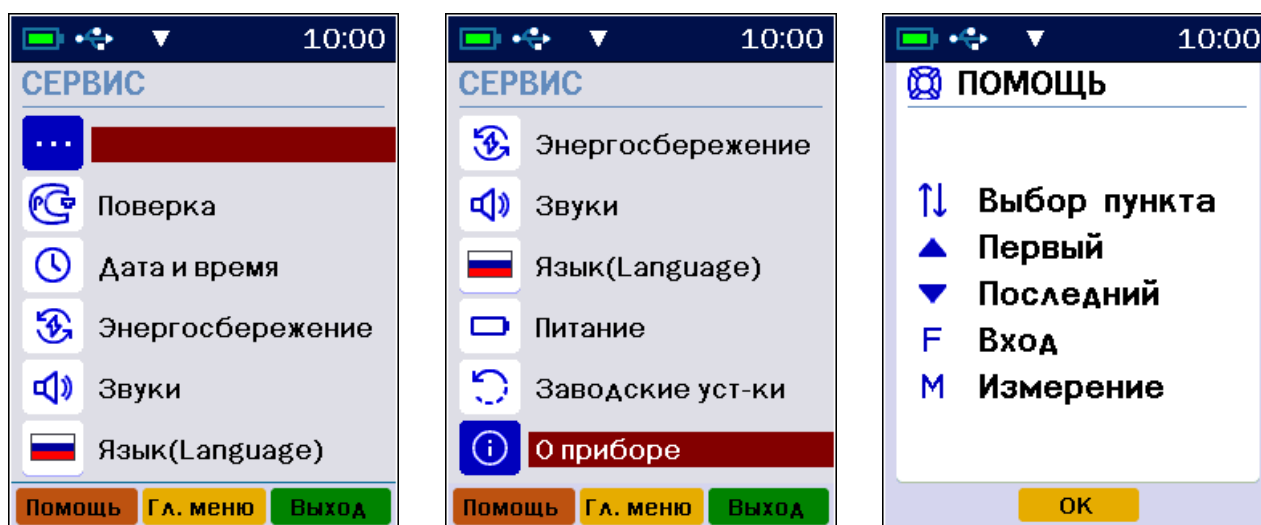 10:00
СЕРВИС
...
Поверка
Дата и время
Энергосбережение
Звуки
Язык(Language)
Помощь Гл. меню Выход
10:00
СЕРВИС
Энергосбережение
Звуки
Язык(Language)
Питание
Заводские уст-ки
О приборе
Помощь Гл. меню Выход
10:00
ПОМОЩЬ
Выбор пункта
Первый
Последний
F Вход
M Измерение
ОК